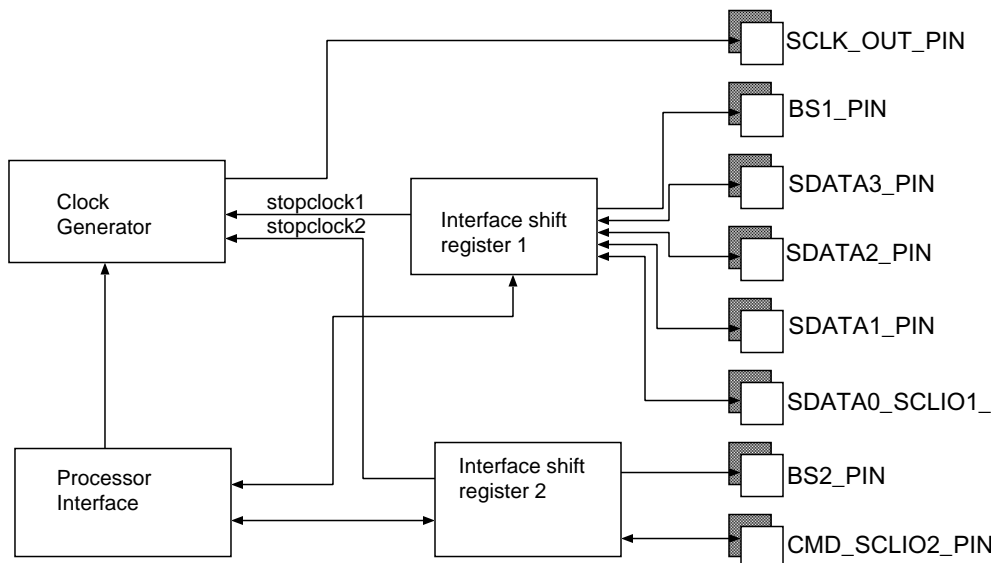 SCLK_OUT_PIN
BS1_PIN
SDATA3_PIN
Clock
Generator
stopclock1
stopclock2
Interface shift
register 1
SDATA2_PIN
SDATA1_PIN
SDATA0_SCLIO1_
Processor
Interface
Interface shift
register 2
BS2_PIN
CMD_SCLIO2_PIN